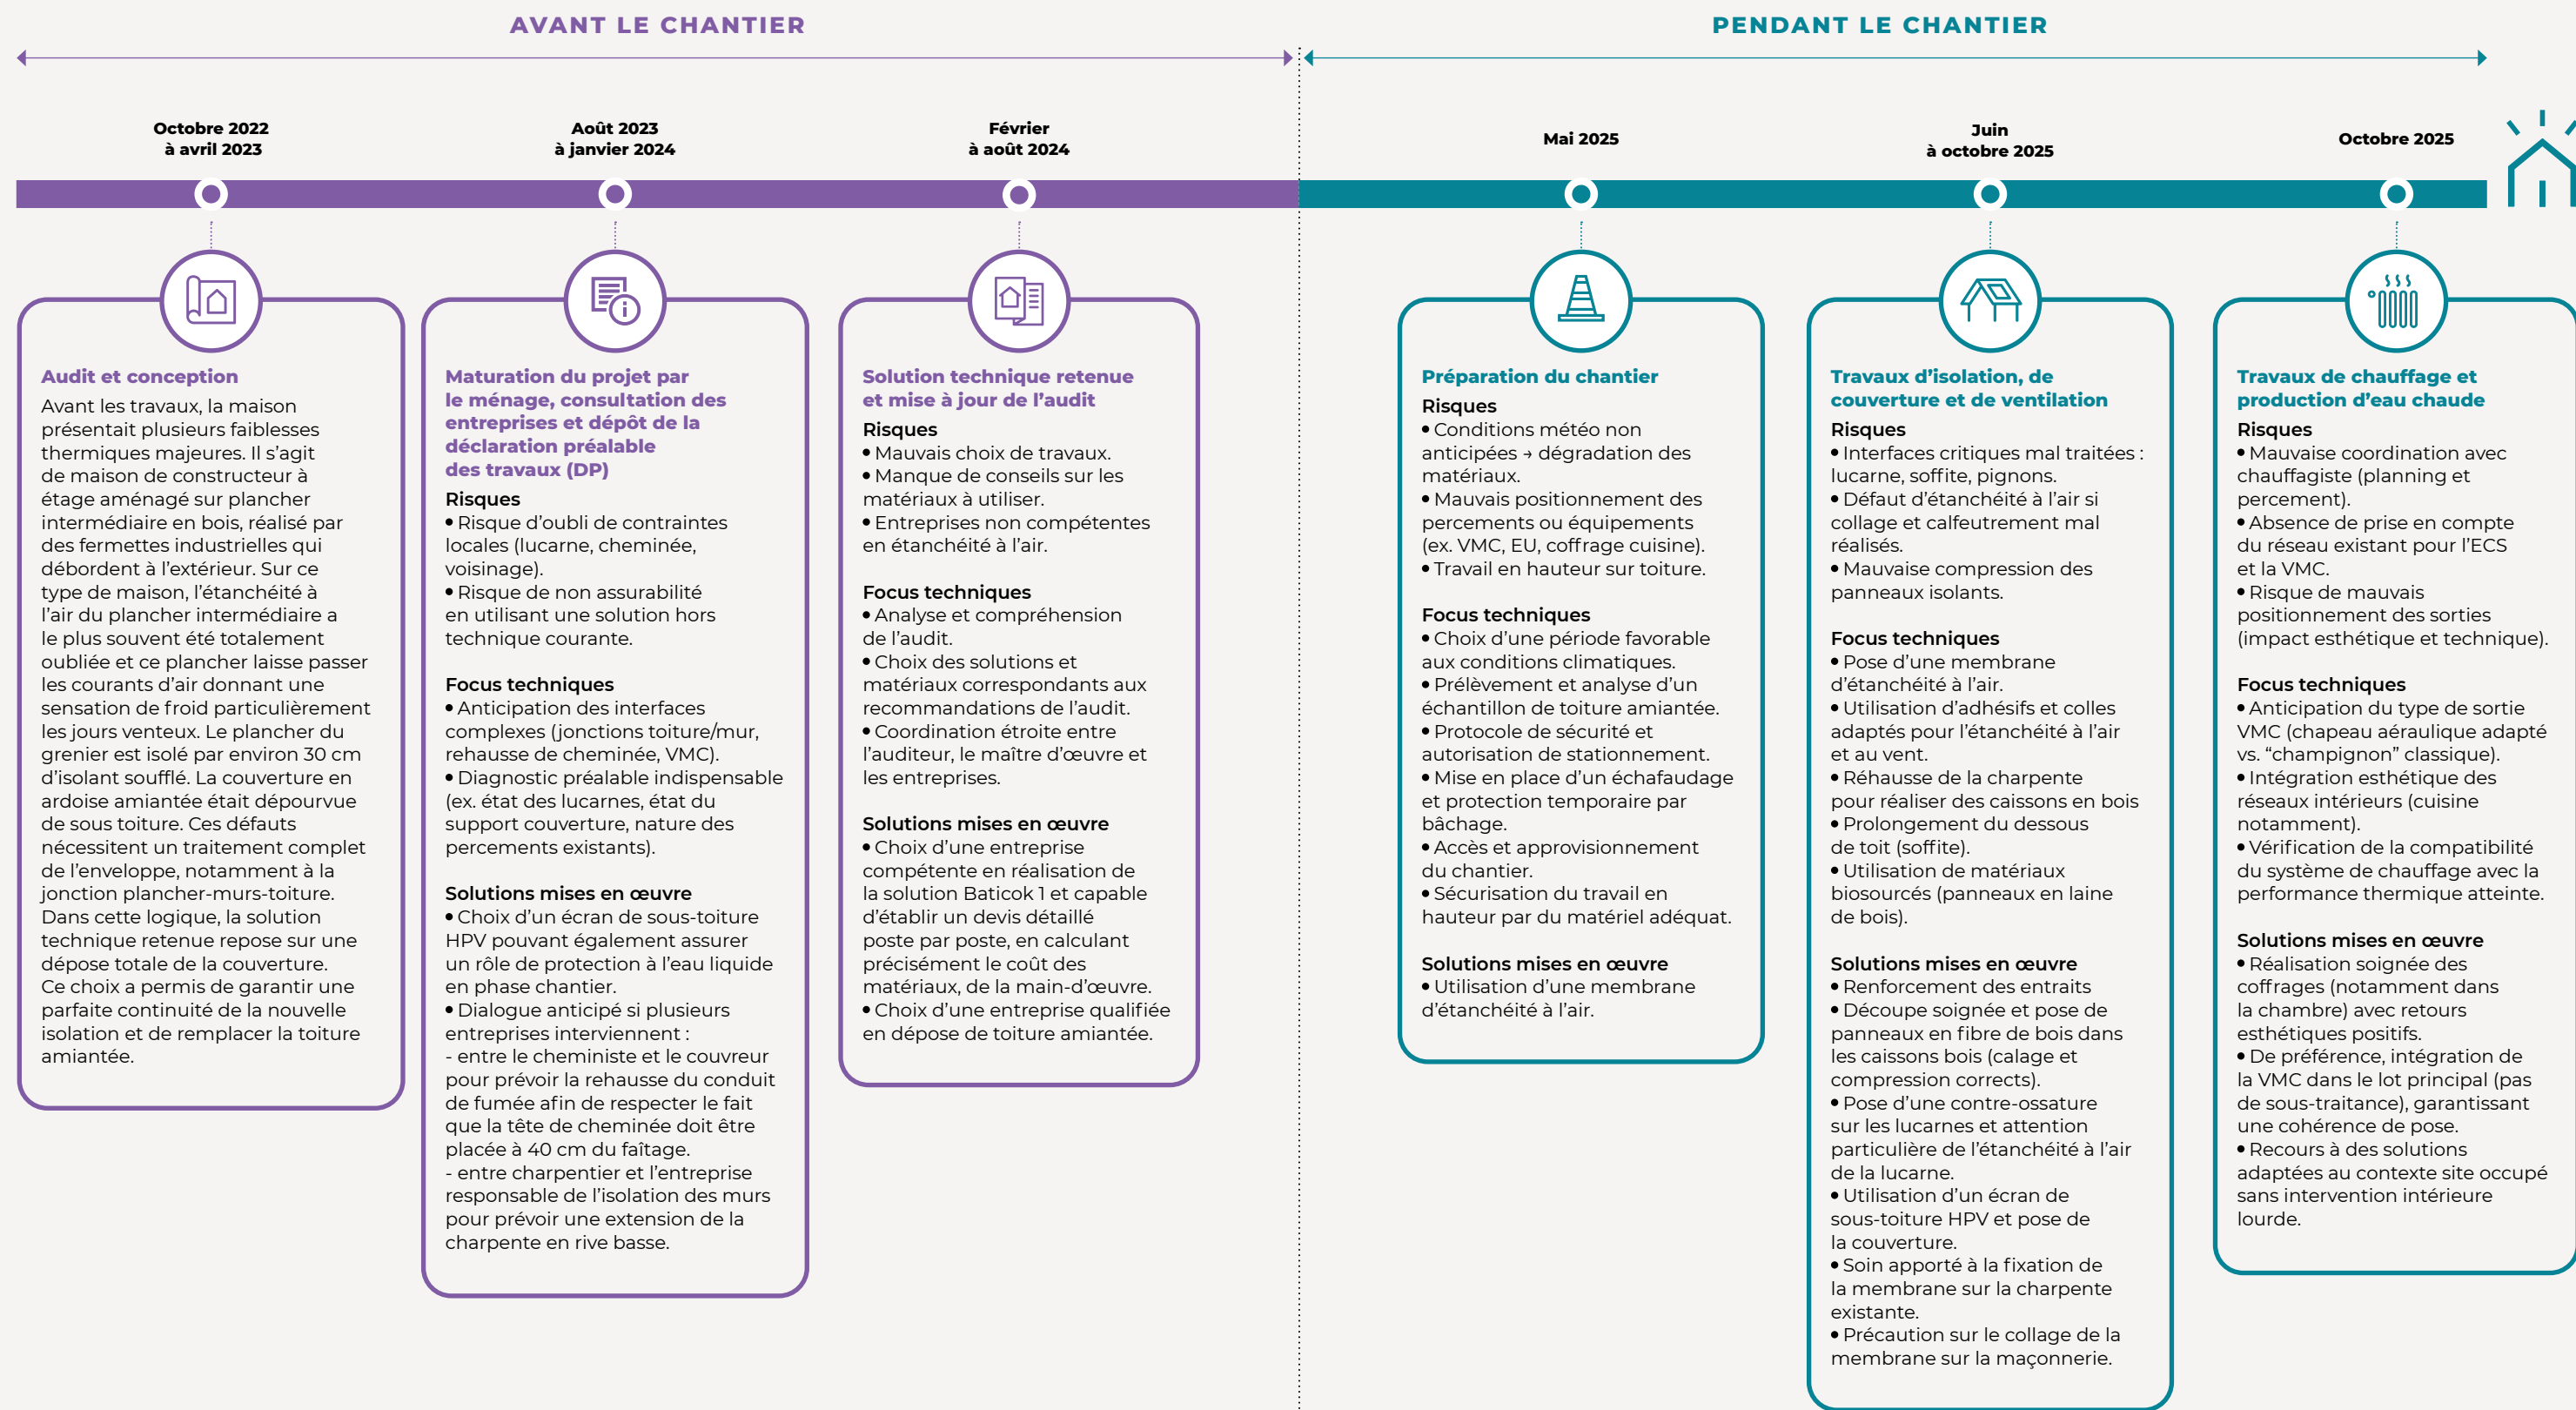 AVANT LE CHANTIER
PENDANT LE CHANTIER
Octobre 2022
à avril 2023
Août 2023
à janvier 2024
Février
à août 2024
Mai 2025
Juin
à octobre 2025
Octobre 2025
Audit et conception
Avant les travaux, la maison
présentait plusieurs faiblesses
thermiques majeures. Il s’agit
de maison de constructeur à
étage aménagé sur plancher
intermédiaire en bois, réalisé par
des fermettes industrielles qui
débordent à l’extérieur. Sur ce
type de maison, l’étanchéité à
l’air du plancher intermédiaire a
le plus souvent été totalement
oubliée et ce plancher laisse passer
les courants d’air donnant une
sensation de froid particulièrement
les jours venteux. Le plancher du
grenier est isolé par environ 30 cm
d’isolant soufflé. La couverture en
ardoise amiantée était dépourvue
de sous toiture. Ces défauts
nécessitent un traitement complet
de l’enveloppe, notamment à la
jonction plancher-murs-toiture.
Dans cette logique, la solution
technique retenue repose sur une
dépose totale de la couverture.
Ce choix a permis de garantir une
parfaite continuité de la nouvelle
isolation et de remplacer la toiture
amiantée.
Maturation du projet par
le ménage, consultation des
entreprises et dépôt de la
déclaration préalable
des travaux (DP)
Risques
• Risque d’oubli de contraintes
locales (lucarne, cheminée,
voisinage).
• Risque de non assurabilité
en utilisant une solution hors
technique courante.
Focus techniques
• Anticipation des interfaces
complexes (jonctions toiture/mur,
rehausse de cheminée, VMC).
• Diagnostic préalable indispensable
(ex. état des lucarnes, état du
support couverture, nature des
percements existants).
Solutions mises en œuvre
• Choix d’un écran de sous-toiture
HPV pouvant également assurer
un rôle de protection à l’eau liquide
en phase chantier.
• Dialogue anticipé si plusieurs
entreprises interviennent :
- entre le cheministe et le couvreur
pour prévoir la rehausse du conduit
de fumée afin de respecter le fait
que la tête de cheminée doit être
placée à 40 cm du faîtage.
- entre charpentier et l’entreprise
responsable de l’isolation des murs
pour prévoir une extension de la
charpente en rive basse.
Solution technique retenue
et mise à jour de l’audit
Risques
• Mauvais choix de travaux.
• Manque de conseils sur les
matériaux à utiliser.
• Entreprises non compétentes
en étanchéité à l’air.
Focus techniques
• Analyse et compréhension
de l’audit.
• Choix des solutions et
matériaux correspondants aux
recommandations de l’audit.
• Coordination étroite entre
l’auditeur, le maître d’œuvre et
les entreprises.
Solutions mises en œuvre
• Choix d’une entreprise
compétente en réalisation de
la solution Baticok 1 et capable
d’établir un devis détaillé
poste par poste, en calculant
précisément le coût des
matériaux, de la main-d’œuvre.
• Choix d’une entreprise qualifiée
en dépose de toiture amiantée.
Préparation du chantier
Risques
• Conditions météo non
anticipées → dégradation des
matériaux.
• Mauvais positionnement des
percements ou équipements
(ex. VMC, EU, coffrage cuisine).
• Travail en hauteur sur toiture.
Focus techniques
• Choix d’une période favorable
aux conditions climatiques.
• Prélèvement et analyse d’un
échantillon de toiture amiantée.
• Protocole de sécurité et
autorisation de stationnement.
• Mise en place d’un échafaudage
et protection temporaire par
bâchage.
• Accès et approvisionnement
du chantier.
• Sécurisation du travail en
hauteur par du matériel adéquat.
Solutions mises en œuvre
• Utilisation d’une membrane
d’étanchéité à l’air.
Travaux d’isolation, de
couverture et de ventilation
Risques
• Interfaces critiques mal traitées :
lucarne, soffite, pignons.
• Défaut d’étanchéité à l’air si
collage et calfeutrement mal
réalisés.
• Mauvaise compression des
panneaux isolants.
Focus techniques
• Pose d’une membrane
d’étanchéité à l’air.
• Utilisation d’adhésifs et colles
adaptés pour l’étanchéité à l’air
et au vent.
• Réhausse de la charpente
pour réaliser des caissons en bois
• Prolongement du dessous
de toit (soffite).
• Utilisation de matériaux
biosourcés (panneaux en laine
de bois).
Solutions mises en œuvre
• Renforcement des entraits
• Découpe soignée et pose de
panneaux en fibre de bois dans
les caissons bois (calage et
compression corrects).
• Pose d’une contre-ossature
sur les lucarnes et attention
particulière de l’étanchéité à l’air
de la lucarne.
• Utilisation d’un écran de
sous-toiture HPV et pose de
la couverture.
• Soin apporté à la fixation de
la membrane sur la charpente
existante.
• Précaution sur le collage de la
membrane sur la maçonnerie.
Travaux de chauffage et
production d’eau chaude
Risques
• Mauvaise coordination avec
chauffagiste (planning et
percement).
• Absence de prise en compte
du réseau existant pour l’ECS
et la VMC.
• Risque de mauvais
positionnement des sorties
(impact esthétique et technique).
Focus techniques
• Anticipation du type de sortie
VMC (chapeau aéraulique adapté
vs. “champignon” classique).
• Intégration esthétique des
réseaux intérieurs (cuisine
notamment).
• Vérification de la compatibilité
du système de chauffage avec la
performance thermique atteinte.
Solutions mises en œuvre
• Réalisation soignée des
coffrages (notamment dans
la chambre) avec retours
esthétiques positifs.
• De préférence, intégration de
la VMC dans le lot principal (pas
de sous-traitance), garantissant
une cohérence de pose.
• Recours à des solutions
adaptées au contexte site occupé
sans intervention intérieure
lourde.